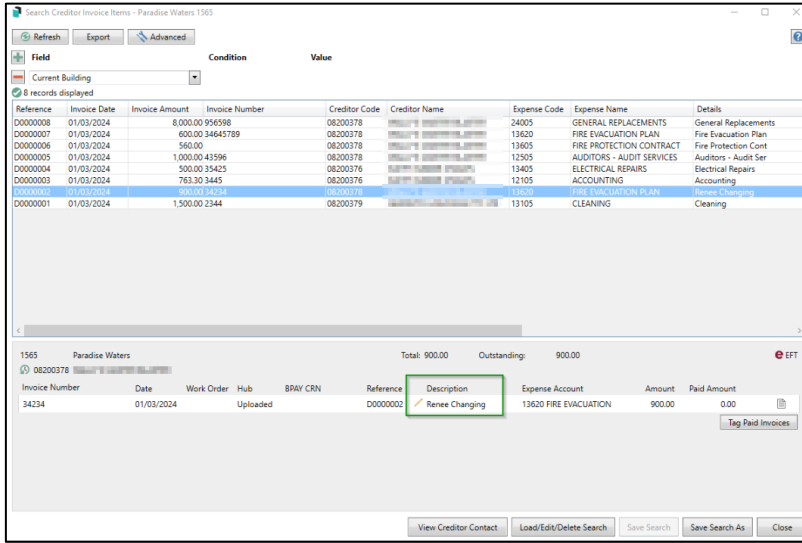 Search Creditor Invoice Items - Paradise Waters 1565
Refresh Export Advanced
Field Condition Value
Current Building
8 records displayed
Reference Invoice Date Invoice Amount Invoice Number Creditor Code Creditor Name Expense Code Expense Name Details
D0000008 01/03/2024 8,000.00 956598 08200378 24005 GENERAL REPLACEMENTS General Replacements
D0000007 01/03/2024 600.00 34645789 08200378 13620 FIRE EVACUATION PLAN Fire Evacuation Plan
D0000006 01/03/2024 560.00 08200378 13605 FIRE PROTECTION CONTRACT Fire Protection Cont
D0000005 01/03/2024 1,000.00 43596 08200378 12505 AUDITORS - AUDIT SERVICES Auditors - Audit Ser
D0000004 01/03/2024 500.00 35425 08200376 13405 ELECTRICAL REPAIRS Electrical Repairs
D0000003 01/03/2024 763.30 3445 08200376 12105 ACCOUNTING Accounting
D0000002 01/03/2024 900.00 34234 08200378 13620 FIRE EVACUATION PLAN Renee Changing
D0000001 01/03/2024 1,500.00 2344 08200379 13105 CLEANING Cleaning
1565 Paradise Waters Total: 900.00 Outstanding: 900.00 e EFT
08200378
Invoice Number Date Work Order Hub BPAY CRN Reference Description Expense Account Amount Paid Amount
34234 01/03/2024 Uploaded D0000002 Renee Changing 13620 FIRE EVACUATION 900.00 0.00
Tag Paid Invoices
View Creditor Contact Load/Edit/Delete Search Save Search Save Search As Close